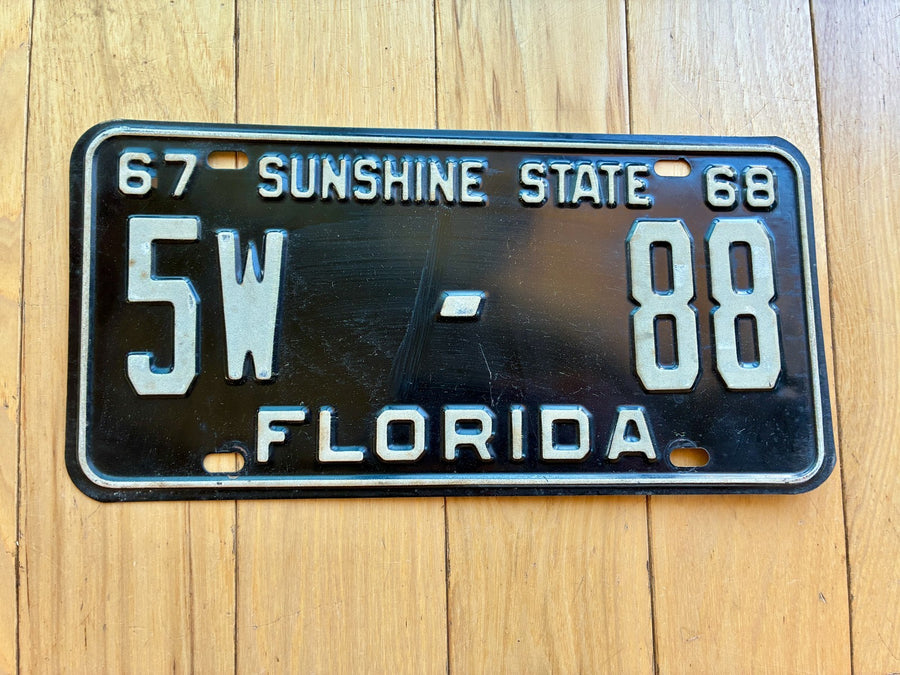 67 SUNSHINE STATE 68
5W - 88
FLORIDA